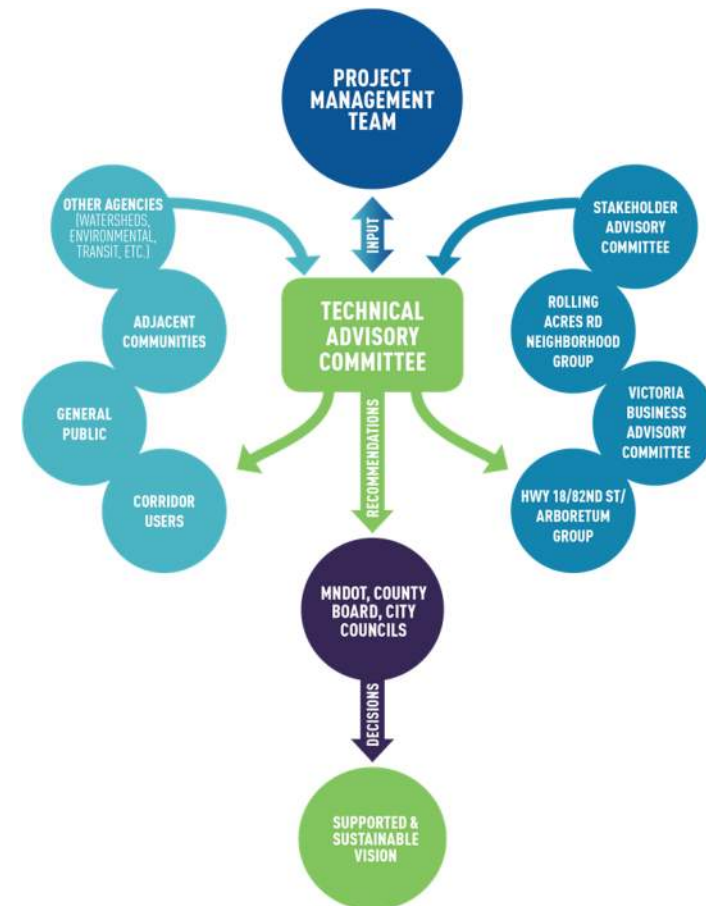 PROJECT
MANAGEMENT
TEAM
OTHER AGENCIES
(WATERSHEDS,
ENVIRONMENTAL,
TRANSIT, ETC.)
INPUT
STAKEHOLDER
ADVISORY
COMMITTEE
ADJACENT
COMMUNITIES
TECHNICAL
ADVISORY
COMMITTEE
ROLLING
ACRES RD
NEIGHBORHOOD
GROUP
GENERAL
PUBLIC
VICTORIA
BUSINESS
ADVISORY
COMMITTEE
CORRIDOR
USERS
RECOMMENDATIONS
HWY 18/82ND ST/
ARBORETUM
GROUP
MNDOT, COUNTY
BOARD, CITY
COUNCILS
DECISIONS
SUPPORTED &
SUSTAINABLE
VISION